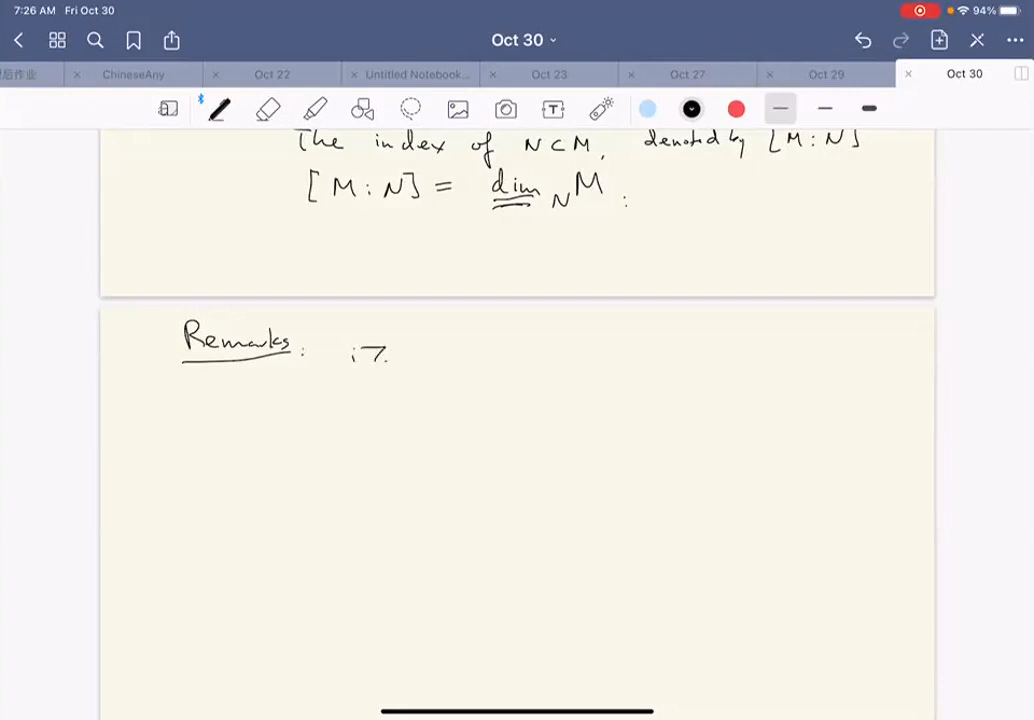 7:26 AM Fri Oct 30 94%
Oct 30
ChineseAny Oct 22 Untitled Notebook... Oct 23 Oct 27 Oct 29 Oct 30
The index of N ⊂ M, denoted by [M : N]
[M : N] = dim_N M .
Remarks :